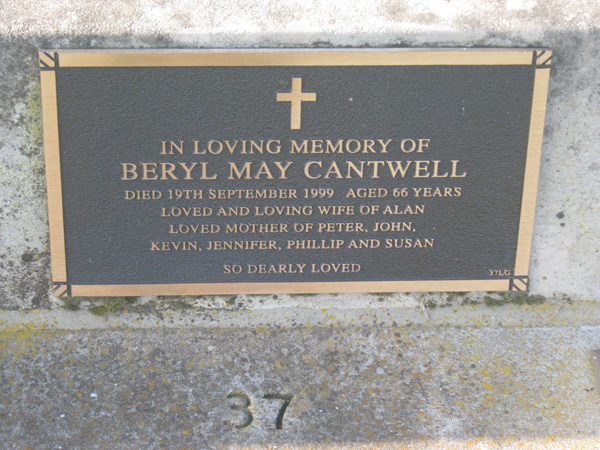 IN LOVING MEMORY OF
BERYL MAY CANTWELL
DIED 19TH SEPTEMBER 1999 AGED 66 YEARS
LOVED AND LOVING WIFE OF ALAN
LOVED MOTHER OF PETER, JOHN,
KEVIN, JENNIFER, PHILLIP AND SUSAN
SO DEARLY LOVED
37